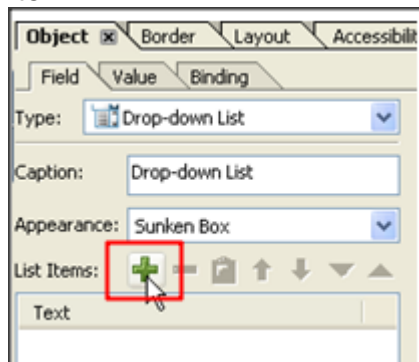 Object Border Layout Accessibilit
Field Value Binding
Type: Drop-down List
Caption: Drop-down List
Appearance: Sunken Box
List Items:
Text